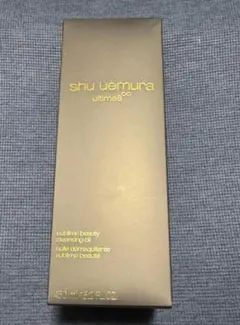 shu uemura
ultime8
sublime beauty
cleansing oil
huile démaquillante
sublime beauté